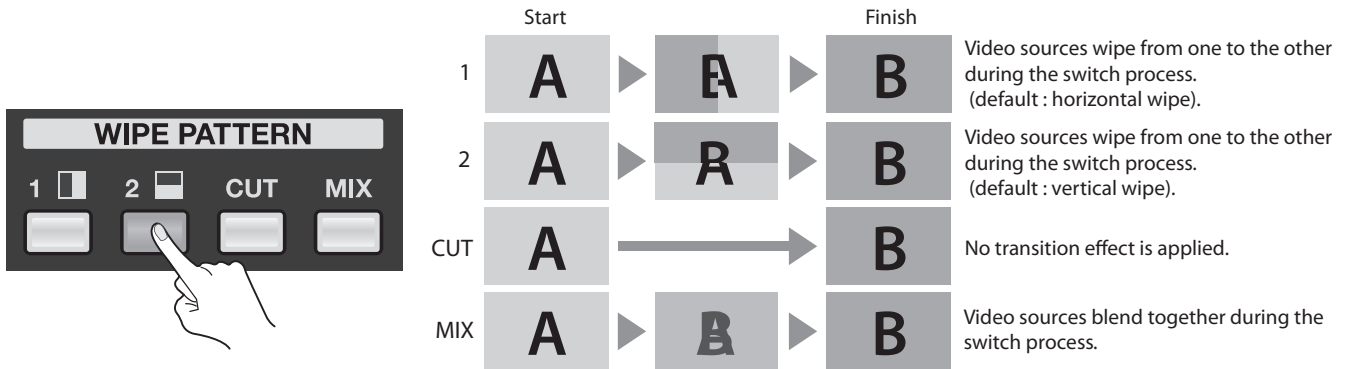 WIPE PATTERN
1 2 CUT MIX
Start Finish
1 A B A B Video sources wipe from one to the other
during the switch process.
(default : horizontal wipe).
2 A B A B Video sources wipe from one to the other
during the switch process.
(default : vertical wipe).
CUT A B No transition effect is applied.
MIX A B A B Video sources blend together during the
switch process.